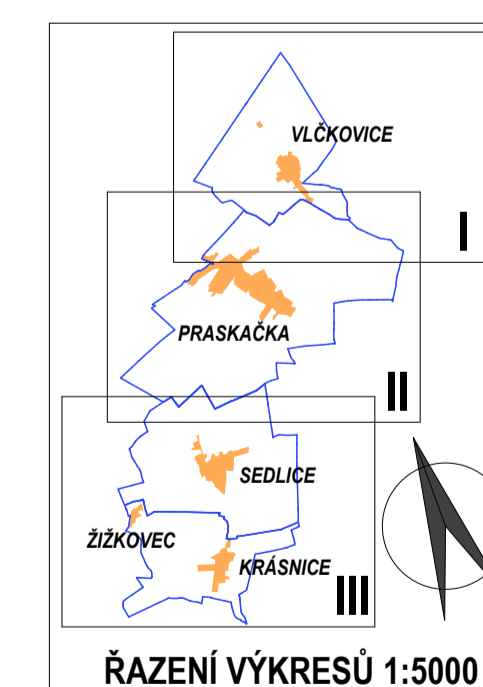 VLČKOVICE
I
PRASKAČKA
II
SEDLICE
ŽIŽKOVEC
KRÁSNICE
III
ŘAZENÍ VÝKRESŮ 1:5000